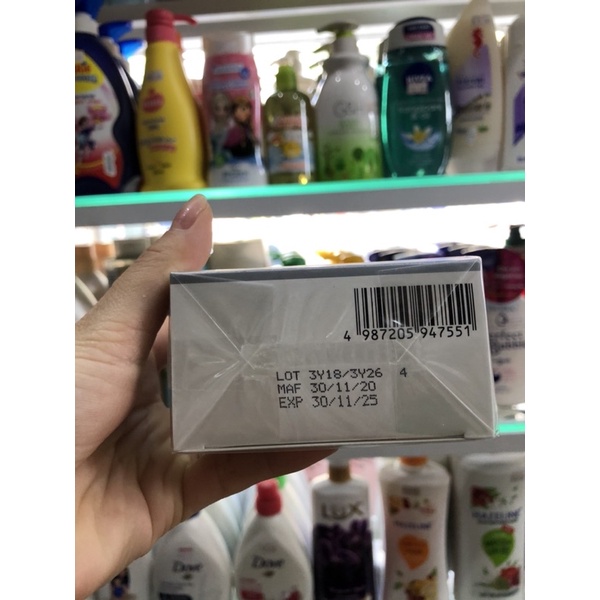 NIVEA
4 987205 947551
LOT 3Y18/3Y26 4
MAF 30/11/20
EXP 30/11/25
Dove
Dove
LUX
HAZELINE